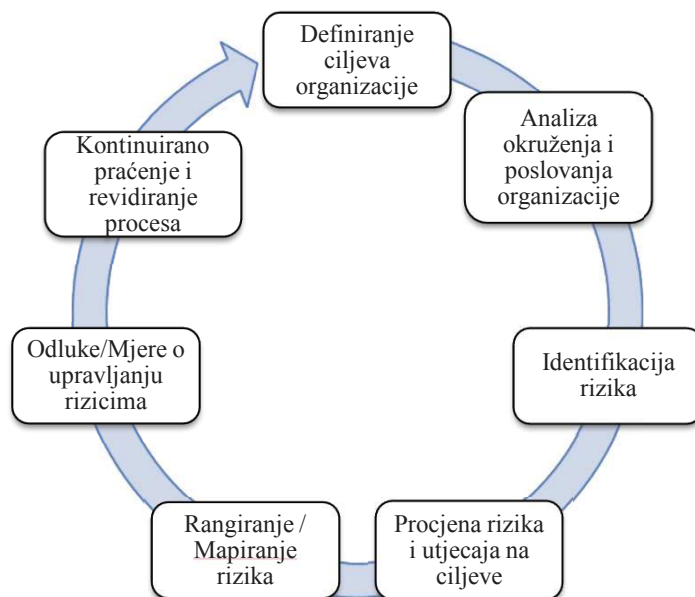 Definiranje
ciljeva
organizacije
Analiza
okruženja i
poslovanja
organizacije
Identifikacija
rizika
Procjena rizika
i utjecaja na
ciljeve
Rangiranje /
Mapiranje
rizika
Odluke/Mjere o
upravljanju
rizicima
Kontinuirano
praćenje i
revidiranje
procesa